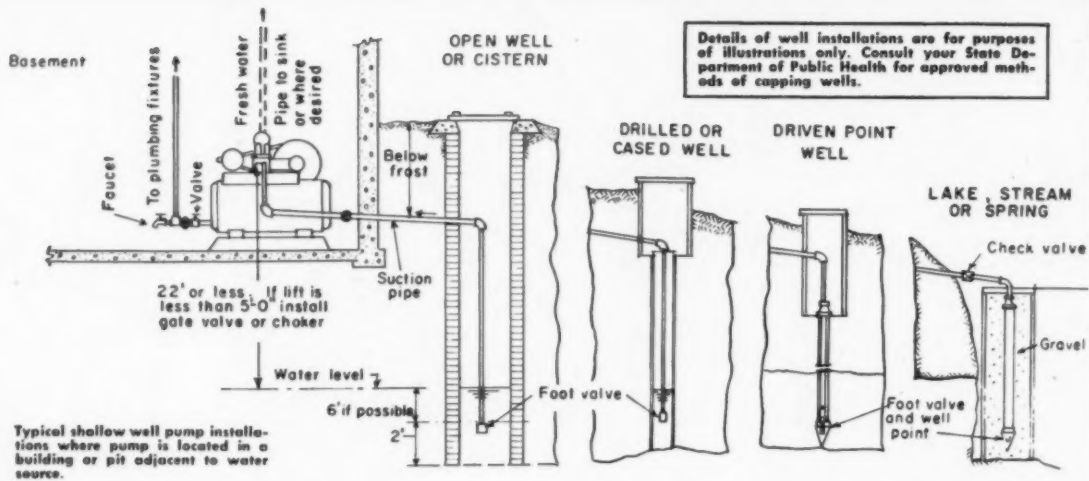 Basement
Faucet
To plumbing fixtures
Valve
Fresh water
Pipe to sink
or where
desired
OPEN WELL
OR CISTERN
Below
frost
Suction
pipe
22' or less. If lift is
less than 5'-0" install
gate valve or choker
Water level
6' if possible
2'
Foot valve
Typical shallow well pump installa-
tions where pump is located in a
building or pit adjacent to water
source.
Details of well installations are for purposes
of illustrations only. Consult your State De-
partment of Public Health for approved meth-
ods of capping wells.
DRILLED OR
CASED WELL
DRIVEN POINT
WELL
Foot valve
and well
point
LAKE, STREAM
OR SPRING
Check valve
Gravel